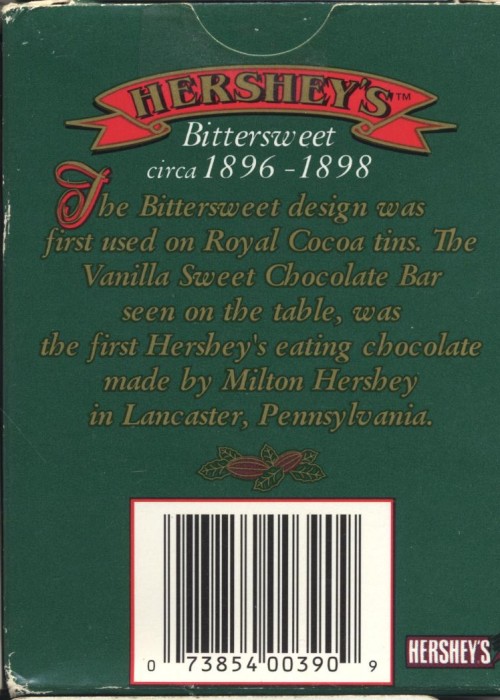 HERSHEY'S™
Bittersweet
circa 1896 - 1898
The Bittersweet design was
first used on Royal Cocoa tins. The
Vanilla Sweet Chocolate Bar
seen on the table, was
the first Hershey's eating chocolate
made by Milton Hershey
in Lancaster, Pennsylvania.
0 73854 00390 9
HERSHEY'S